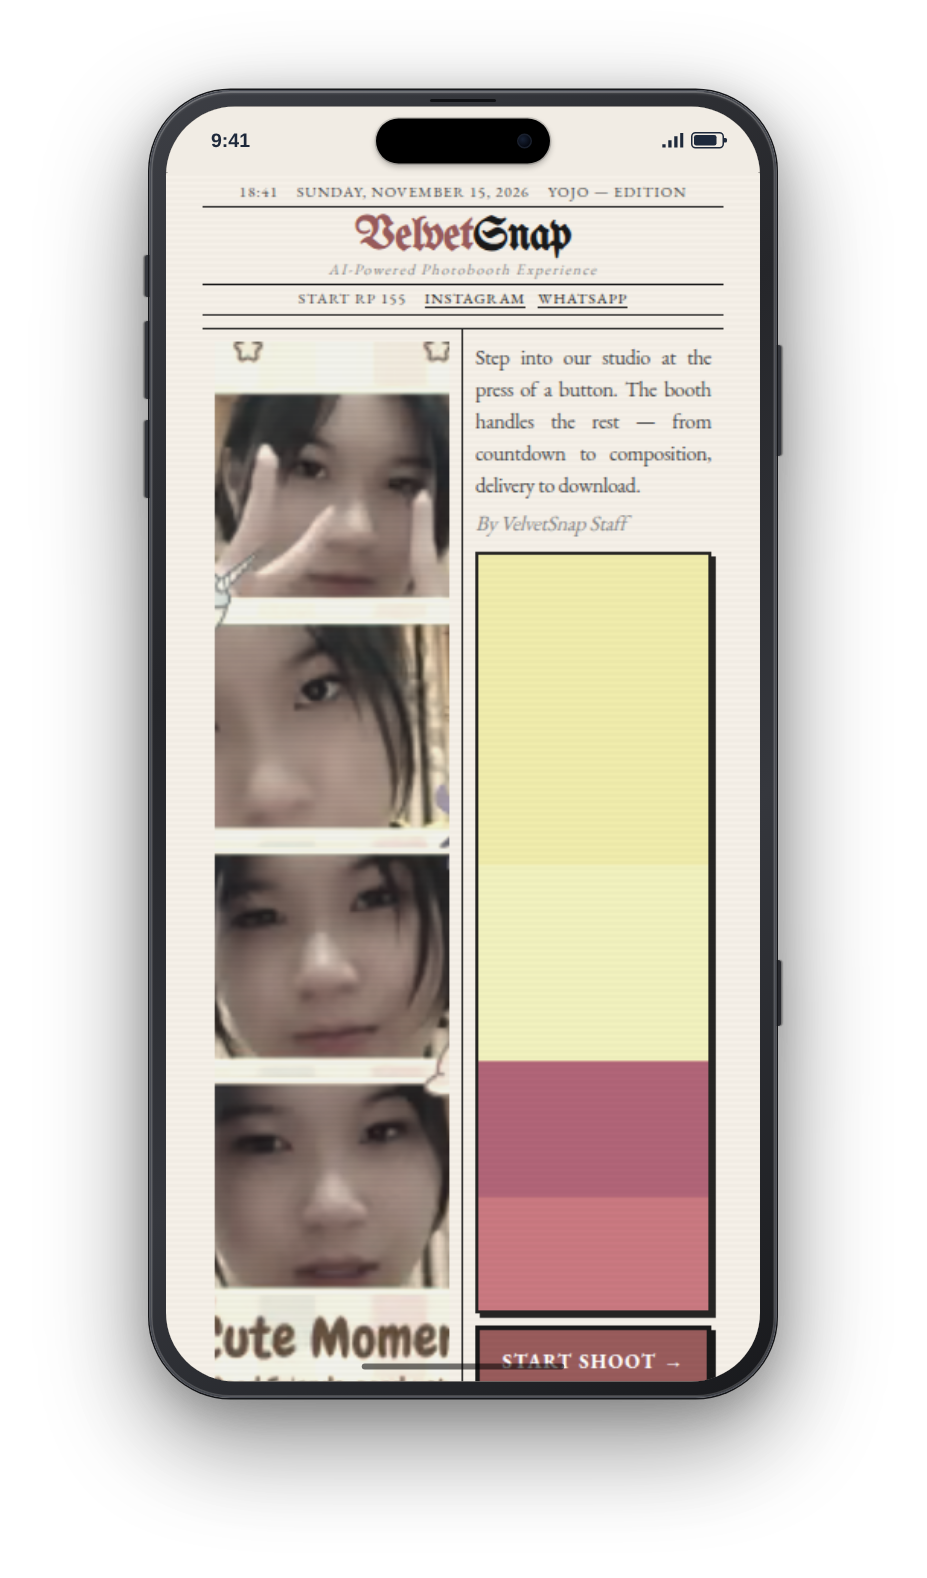 9:41
18:41 SUNDAY, NOVEMBER 15, 2026 YOJO — EDITION
VelvetSnap
AI-Powered Photobooth Experience
START RP 155 INSTAGRAM WHATSAPP
Step into our studio at the
press of a button. The booth
handles the rest — from
countdown to composition,
delivery to download.
By VelvetSnap Staff
Cute Momen
START SHOOT →